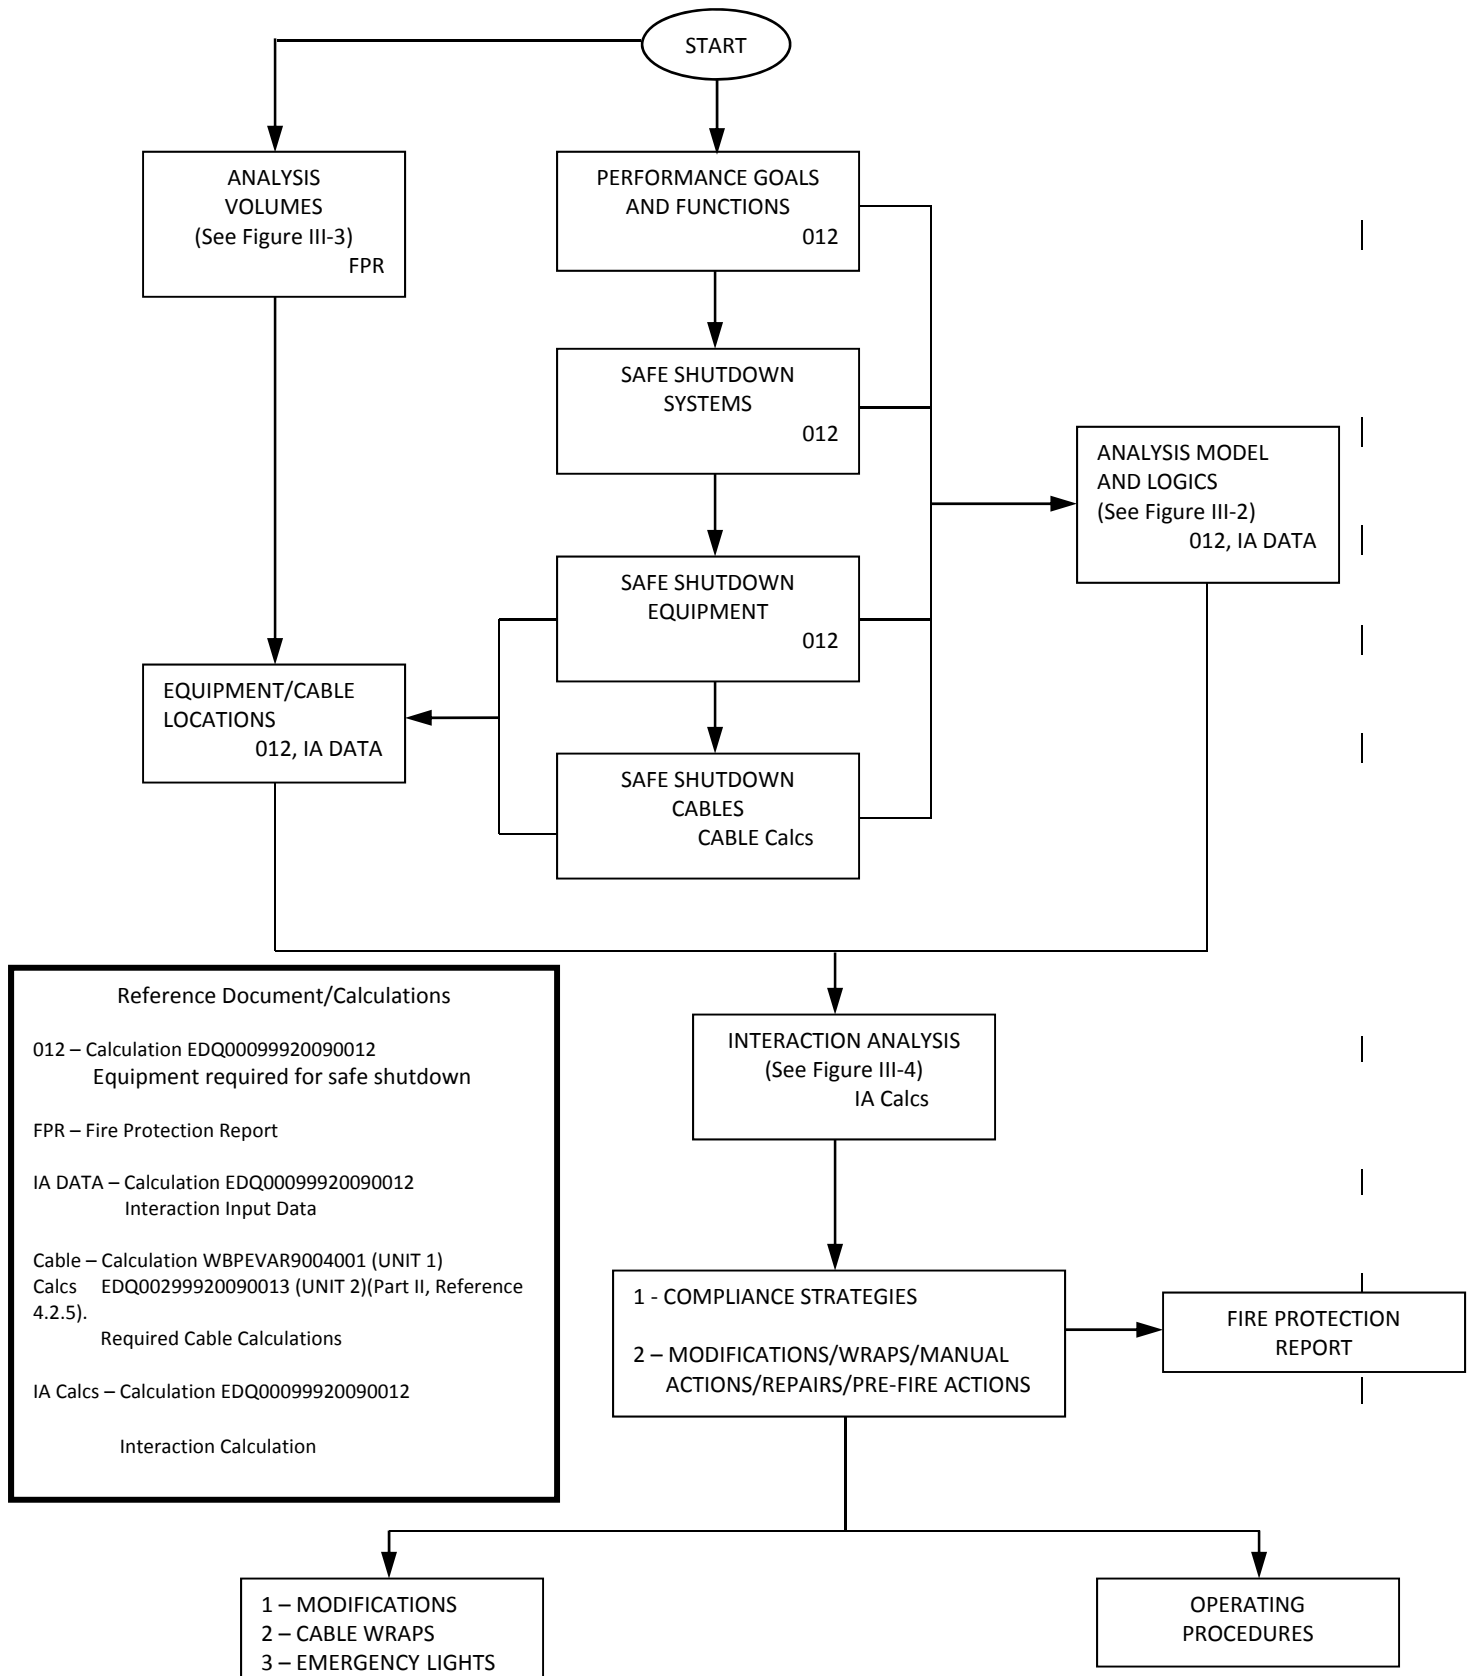 START
ANALYSIS
VOLUMES
(See Figure III-3)
FPR
PERFORMANCE GOALS
AND FUNCTIONS
012
SAFE SHUTDOWN
SYSTEMS
012
ANALYSIS MODEL
AND LOGICS
(See Figure III-2)
012, IA DATA
SAFE SHUTDOWN
EQUIPMENT
012
EQUIPMENT/CABLE
LOCATIONS
012, IA DATA
SAFE SHUTDOWN
CABLES
CABLE Calcs
Reference Document/Calculations
012 – Calculation EDQ00099920090012
Equipment required for safe shutdown
FPR – Fire Protection Report
IA DATA – Calculation EDQ00099920090012
Interaction Input Data
Cable – Calculation WBPEVAR9004001 (UNIT 1)
Calcs EDQ00299920090013 (UNIT 2)(Part II, Reference
4.2.5).
Required Cable Calculations
IA Calcs – Calculation EDQ00099920090012
Interaction Calculation
INTERACTION ANALYSIS
(See Figure III-4)
IA Calcs
1 - COMPLIANCE STRATEGIES
2 – MODIFICATIONS/WRAPS/MANUAL
ACTIONS/REPAIRS/PRE-FIRE ACTIONS
FIRE PROTECTION
REPORT
1 – MODIFICATIONS
2 – CABLE WRAPS
3 – EMERGENCY LIGHTS
OPERATING
PROCEDURES